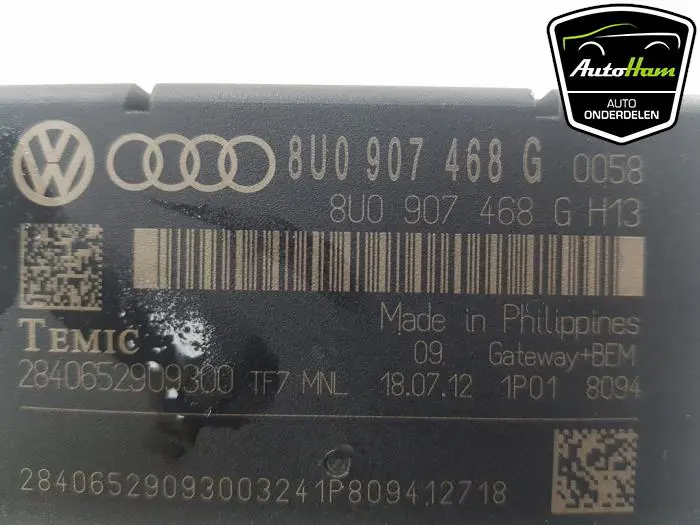 AutoHam
AUTO
ONDERDELEN
8U0 907 468 G 0058
8U0 907 468 G H13
Made in Philippines
TEMIC
09 Gateway+BEM
2840652909300 TF7 MNL 18.07.12 1P01 8094
28406529093003241P809412718